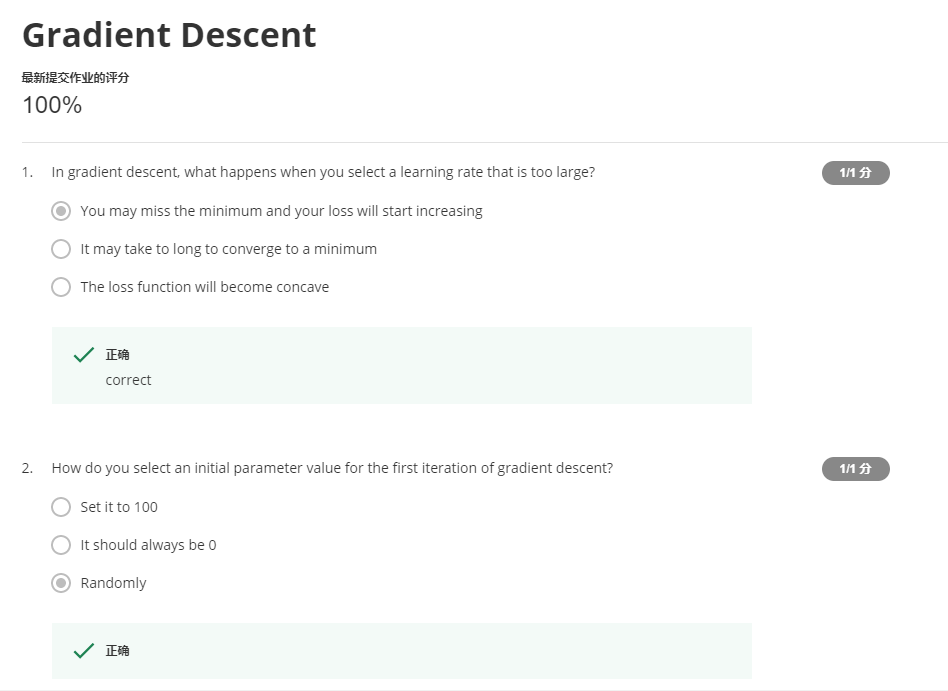 Gradient Descent
最新提交作业的评分
100%
1. In gradient descent, what happens when you select a learning rate that is too large?
1/1 分
You may miss the minimum and your loss will start increasing
It may take to long to converge to a minimum
The loss function will become concave
正确
correct
2. How do you select an initial parameter value for the first iteration of gradient descent?
1/1 分
Set it to 100
It should always be 0
Randomly
正确